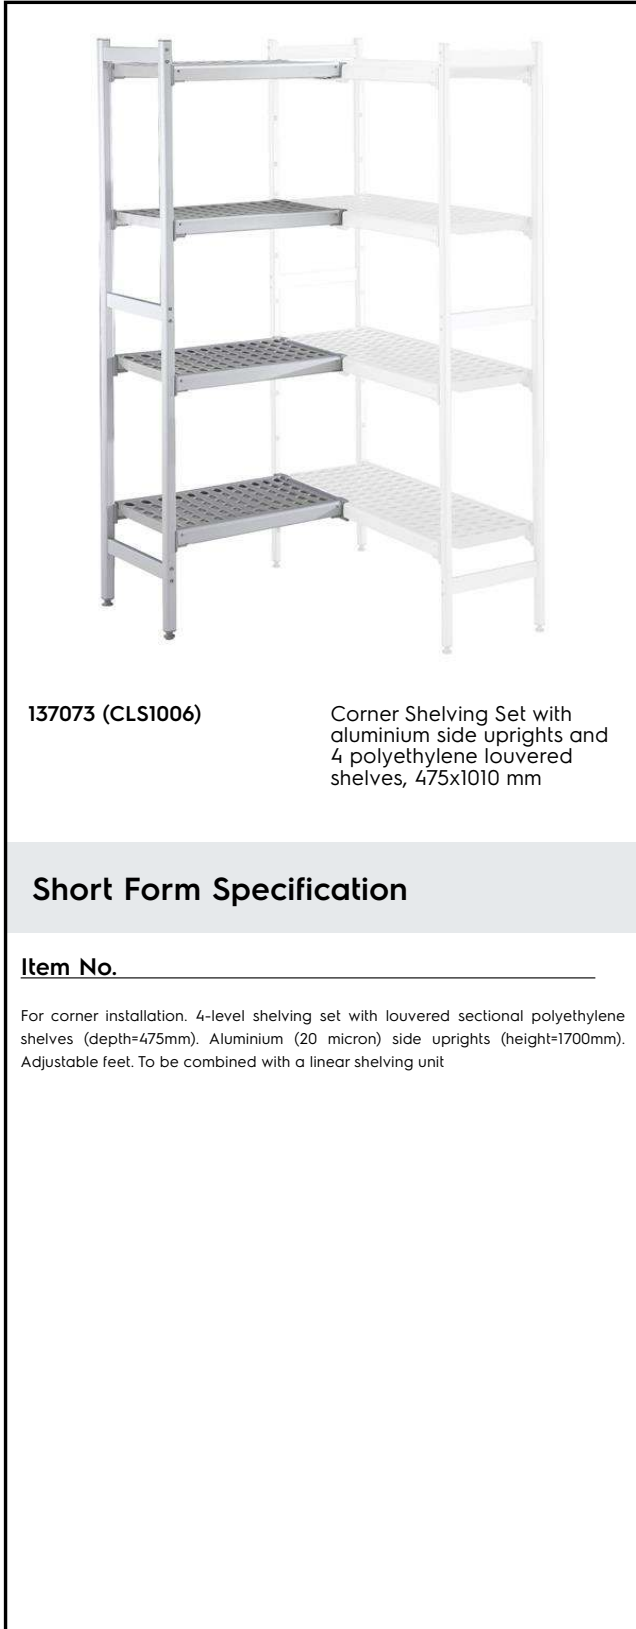 137073 (CLS1006)
Corner Shelving Set with
aluminium side uprights and
4 polyethylene louvered
shelves, 475x1010 mm
Short Form Specification
Item No.
For corner installation. 4-level shelving set with louvered sectional polyethylene
shelves (depth=475mm). Aluminium (20 micron) side uprights (height=1700mm).
Adjustable feet. To be combined with a linear shelving unit